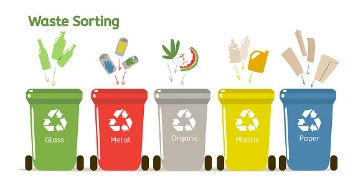 Waste Sorting
Glass
Metal
Organic
Plastic
Paper